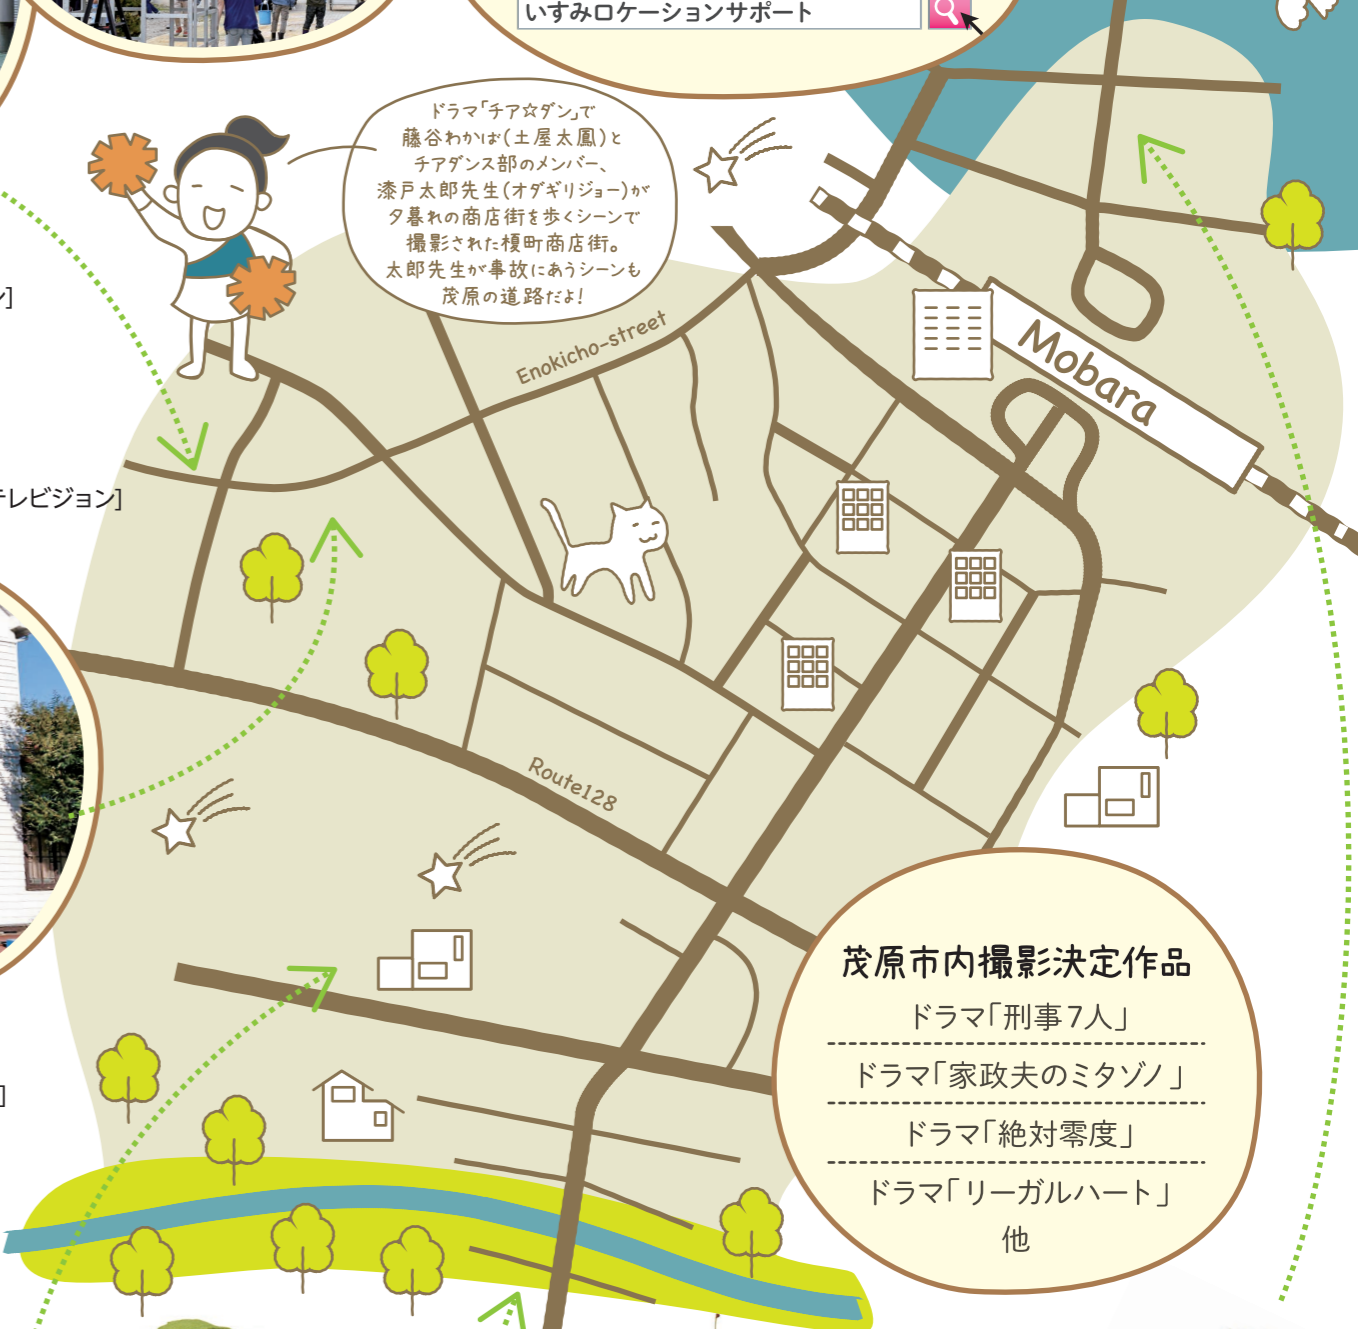 いすみロケーションサポート
ドラマ「チア☆ダン」で
藤谷わかば(土屋太鳳)と
チアダンス部のメンバー、
漆戸太郎先生(オダギリジョー)が
夕暮れの商店街を歩くシーンで
撮影された榎町商店街。
太郎先生が事故にあうシーンも
茂原の道路だよ!
ン]
Enokicho-street
Mobara
テレビジョン]
Route128
]
茂原市内撮影決定作品
ドラマ「刑事7人」
ドラマ「家政夫のミタゾノ」
ドラマ「絶対零度」
ドラマ「リーガルハート」
他